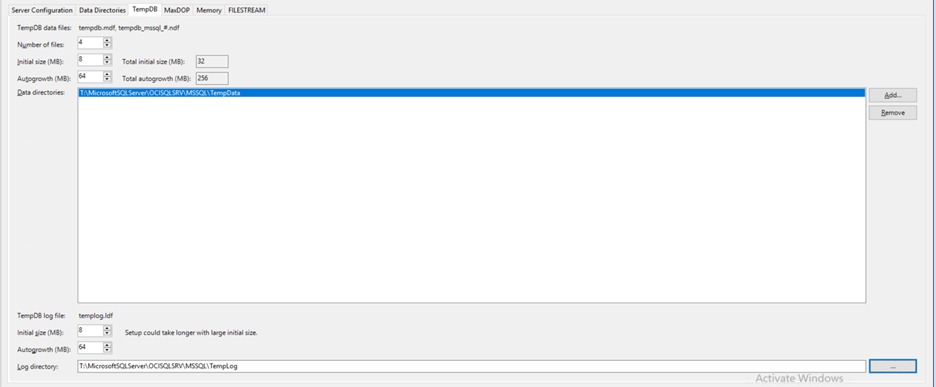 Server Configuration Data Directories TempDB MaxDOP Memory FILESTREAM
TempDB data files: tempdb.mdf, tempdb_mssql_#.ndf
Number of files: 4
Initial size (MB): 8 Total initial size (MB): 32
Autogrowth (MB): 64 Total autogrowth (MB): 256
Data directories: T:\MicrosoftSQLServer\OCISQLSRV\MSSQL\TempData
Add...
Remove
TempDB log file: templog.ldf
Initial size (MB): 8 Setup could take longer with large initial size.
Autogrowth (MB): 64
Log directory: T:\MicrosoftSQLServer\OCISQLSRV\MSSQL\TempLog ...
Activate Windows